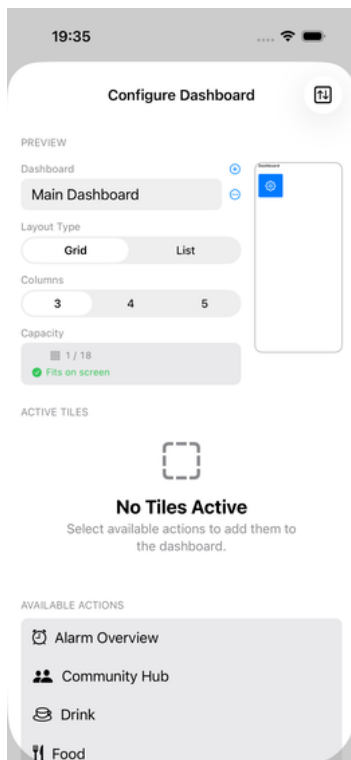 19:35
Configure Dashboard
PREVIEW
Dashboard
Main Dashboard
Layout Type
Grid List
Columns
3 4 5
Capacity
1 / 18
Fits on screen
Dashboard
ACTIVE TILES
No Tiles Active
Select available actions to add them to
the dashboard.
AVAILABLE ACTIONS
Alarm Overview
Community Hub
Drink
Food